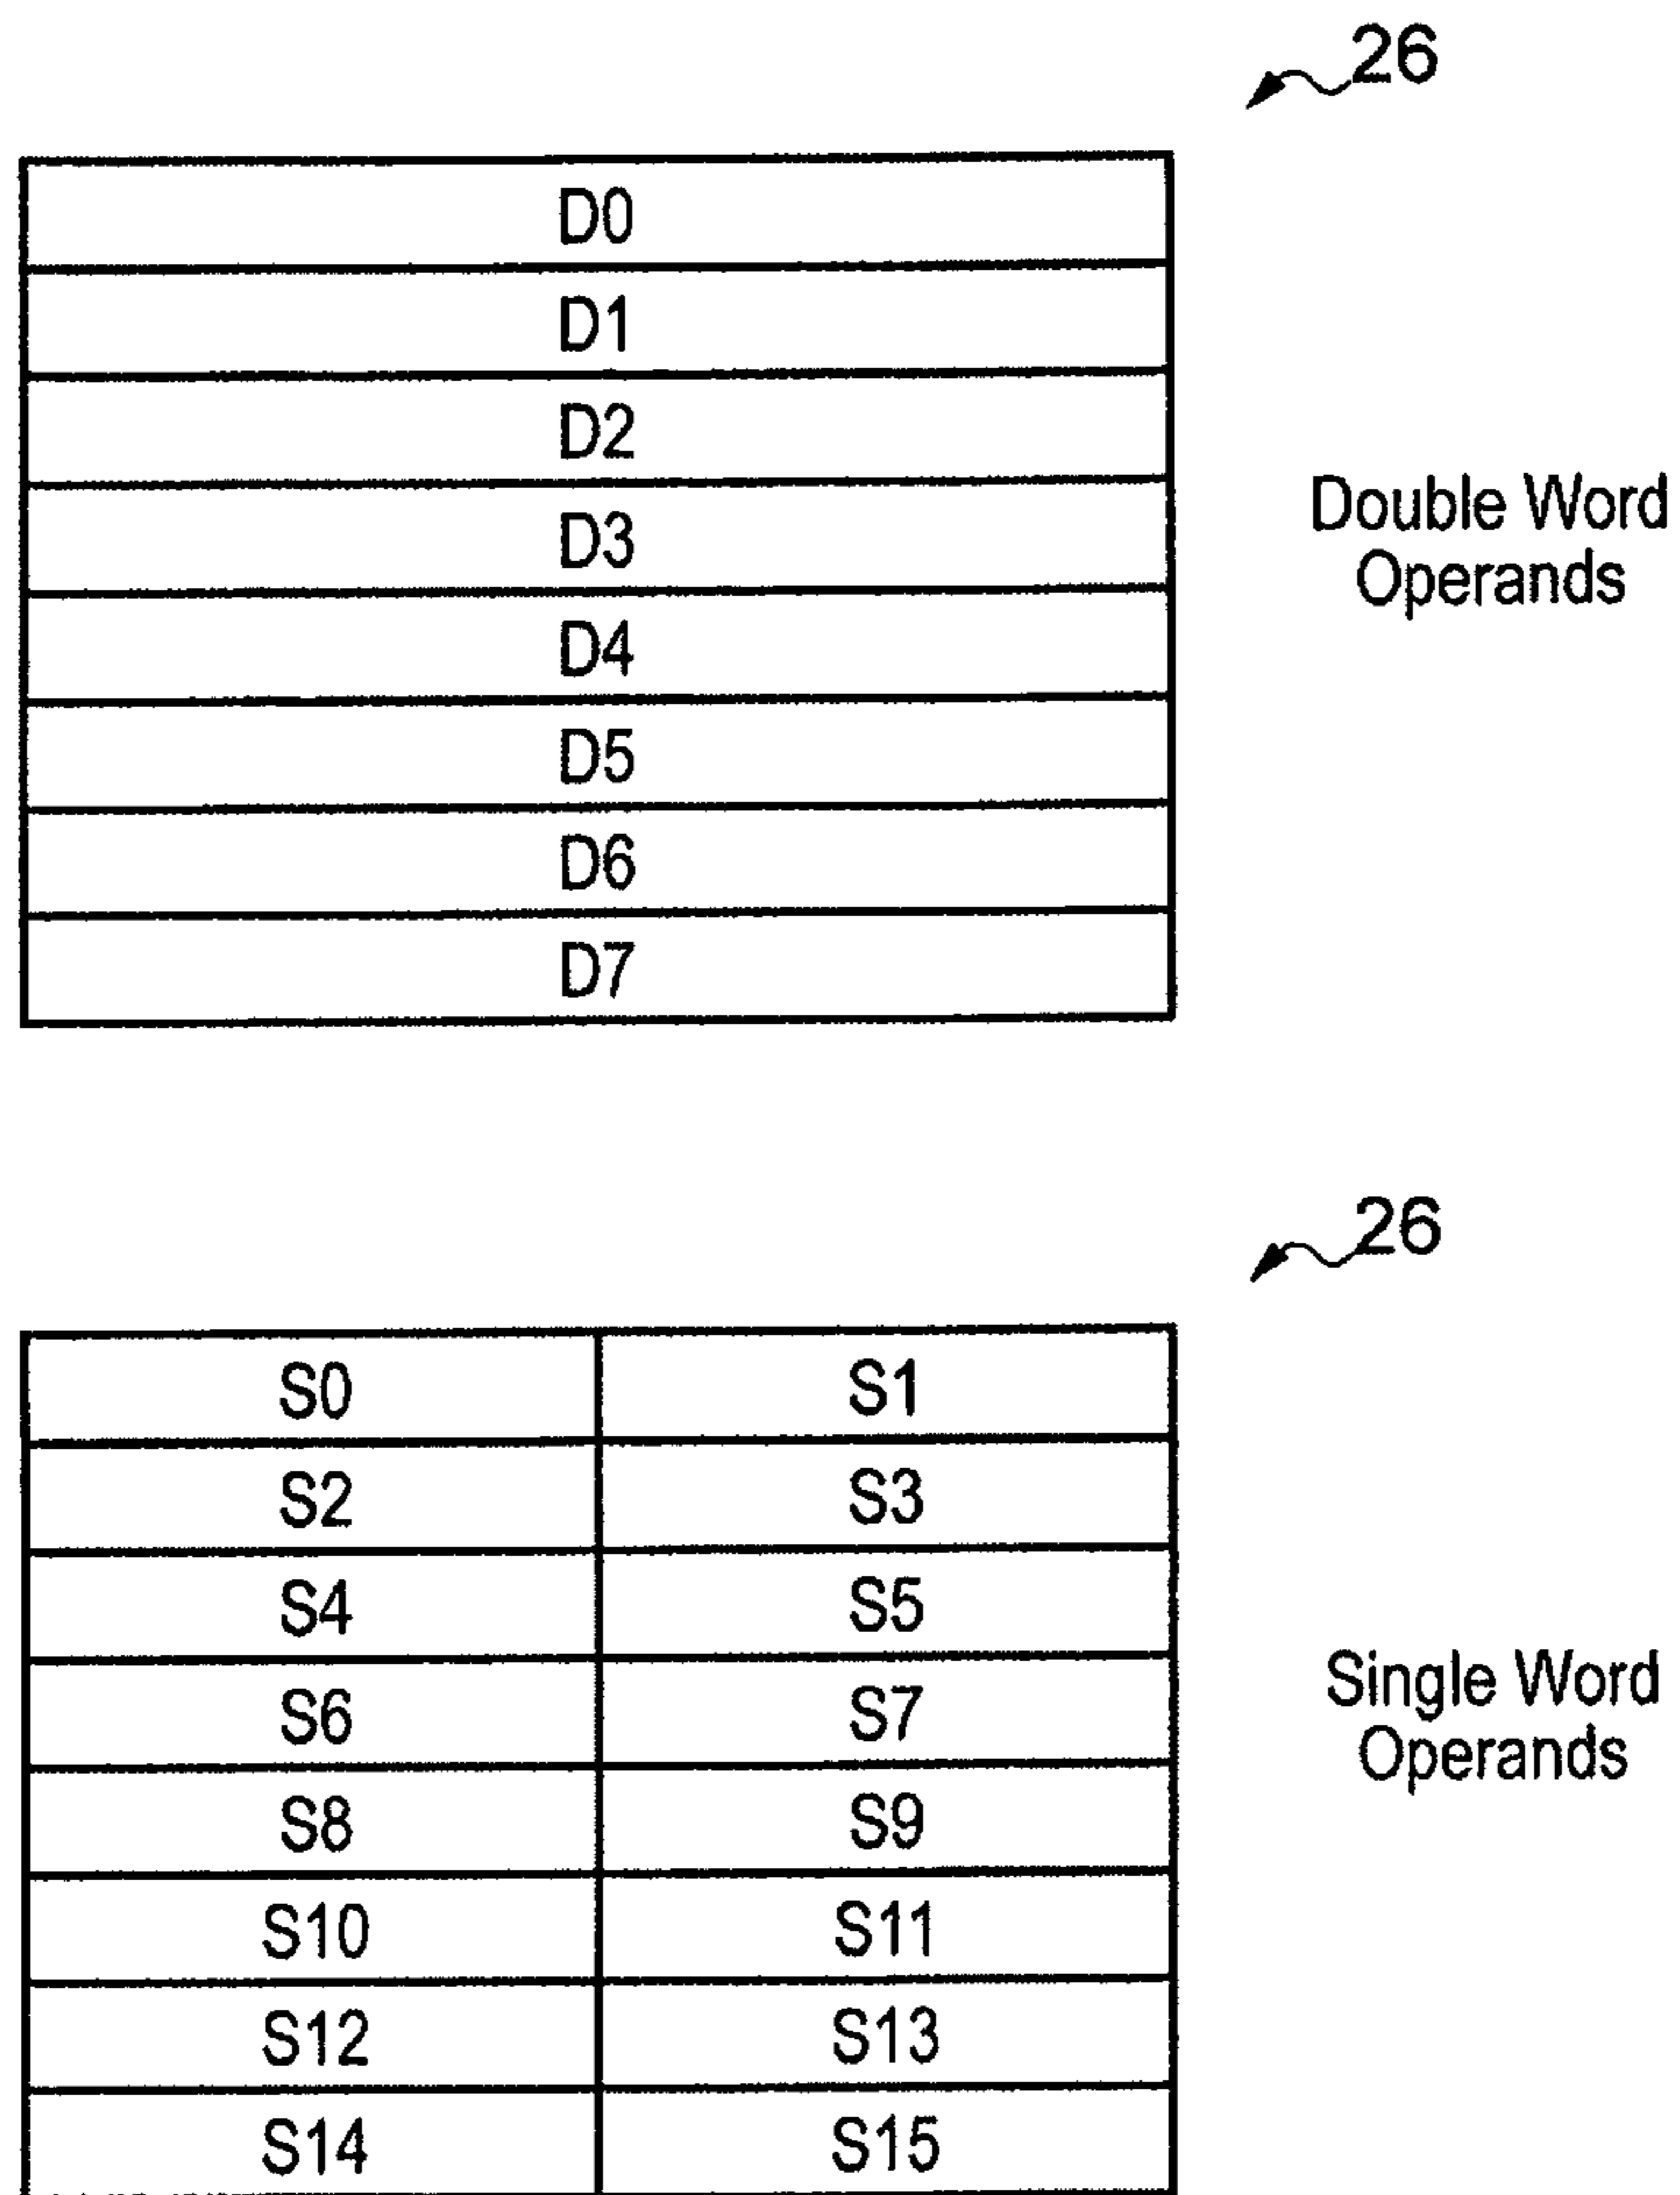 26
D0
D1
D2
D3
D4
D5
D6
D7
Double Word
Operands
26
S0 S1
S2 S3
S4 S5
S6 S7
S8 S9
S10 S11
S12 S13
S14 S15
Single Word
Operands